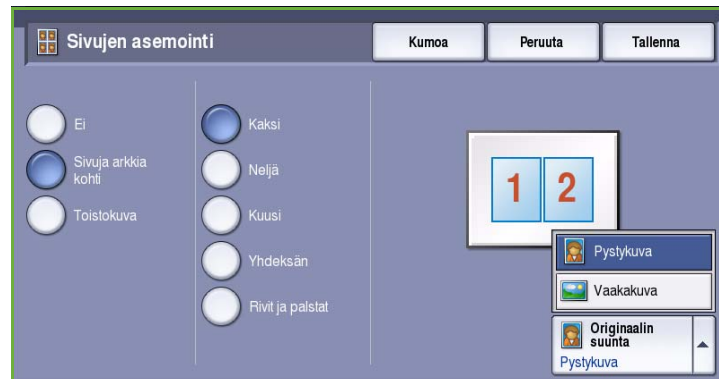 Sivujen asemointi
Kumoa
Peruuta
Tallenna
Ei
Sivuja arkkia
kohti
Toistokuva
Kaksi
Neljä
Kuusi
Yhdeksän
Rivit ja palstat
1 2
Pystykuva
Vaakakuva
Originaalin
suunta
Pystykuva